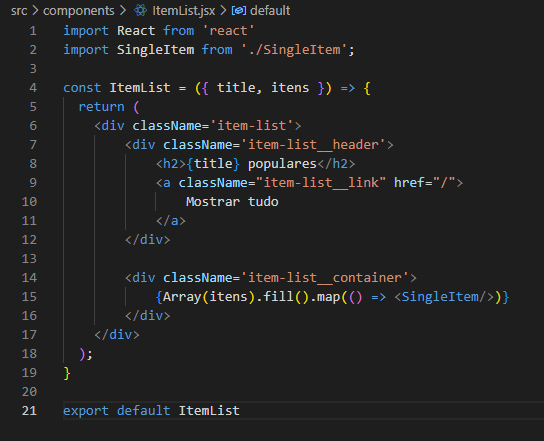 src > components > ItemList.jsx > default
1 import React from 'react'
2 import SingleItem from './SingleItem';
3
4 const ItemList = ({ title, itens }) => {
5   return (
6     <div className='item-list'>
7         <div className='item-list__header'>
8             <h2>{title} populares</h2>
9             <a className="item-list__link" href="/">
10                 Mostrar tudo
11             </a>
12         </div>
13
14         <div className='item-list__container'>
15             {Array(itens).fill().map(() => <SingleItem/>)}
16         </div>
17     </div>
18   );
19 }
20
21 export default ItemList